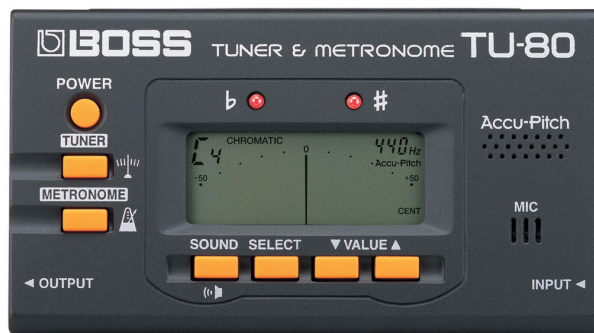 BOSS TUNER & METRONOME TU-80
POWER
♭ ♯
Accu-Pitch
TUNER
C4 CHROMATIC 0 440Hz
Accu-Pitch
-50 +50
METRONOME
CENT
MIC
SOUND SELECT ▼VALUE▲
◄ OUTPUT
INPUT ◄